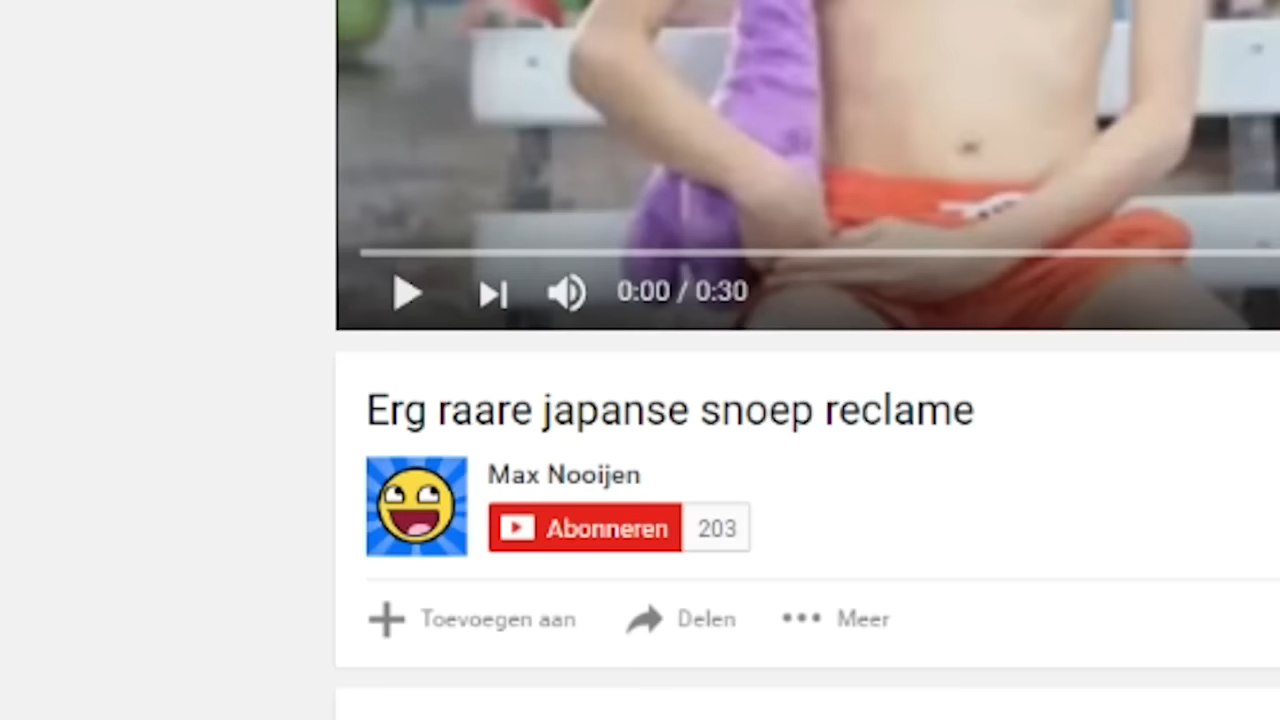 0:00 / 0:30
Erg raare japanse snoep reclame
Max Nooijen
Abonneren 203
Toevoegen aan Delen Meer